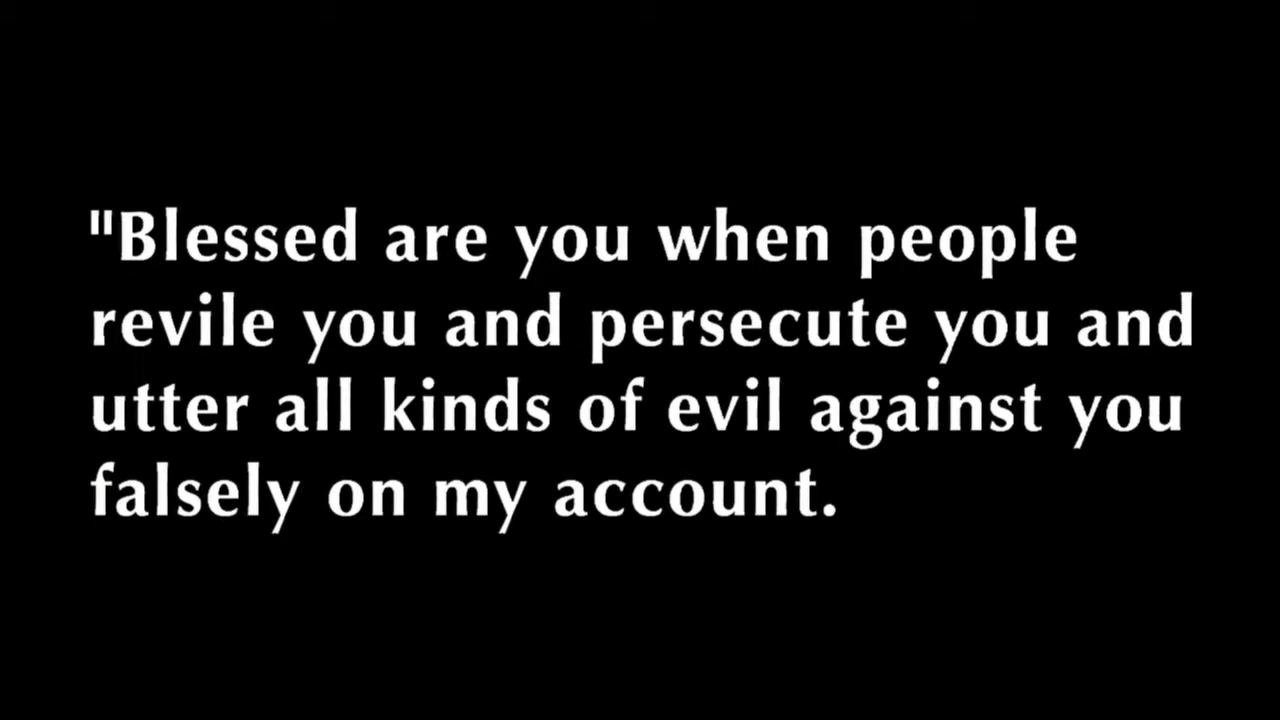 "Blessed are you when people
revile you and persecute you and
utter all kinds of evil against you
falsely on my account.